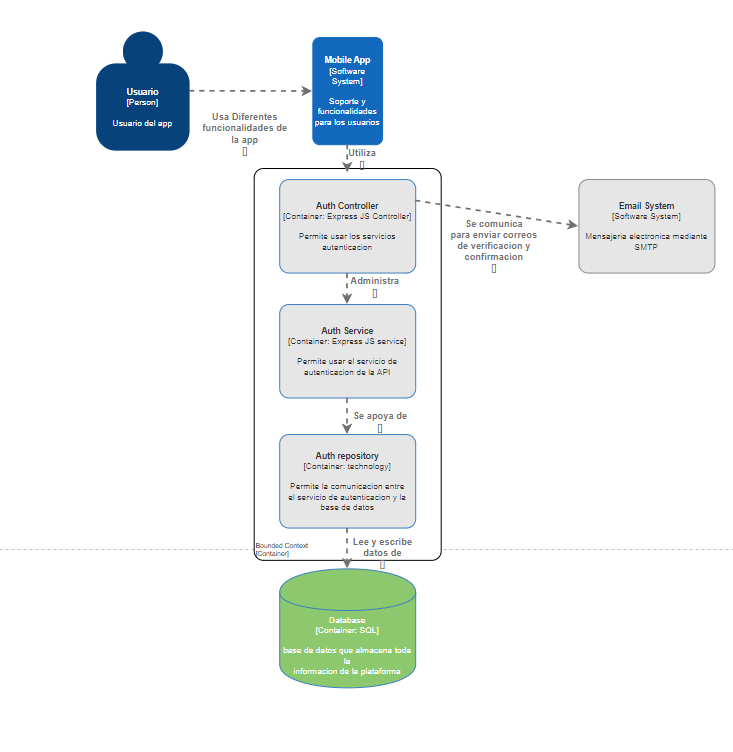 Usuario
[Person]
Usuario del app
Usa Diferentes
funcionalidades de
la app
Mobile App
[Software
System]
Soporte y
funcionalidades
para los usuarios
Utiliza
Auth Controller
[Container: Express JS Controller]
Permite usar los servicios
autenticacion
Se comunica
para enviar correos
de verificacion y
confirmacion
Email System
[Software System]
Mensajeria electronica mediante
SMTP
Administra
Auth Service
[Container: Express JS service]
Permite usar el servicio de
autenticacion de la API
Se apoya de
Auth repository
[Container: technology]
Permite la comunicacion entre
el servicio de autenticacion y la
base de datos
Bounded Context
[Container]
Lee y escribe
datos de
Database
[Container: SQL]
base de datos que almacena toda
la
informacion de la plataforma